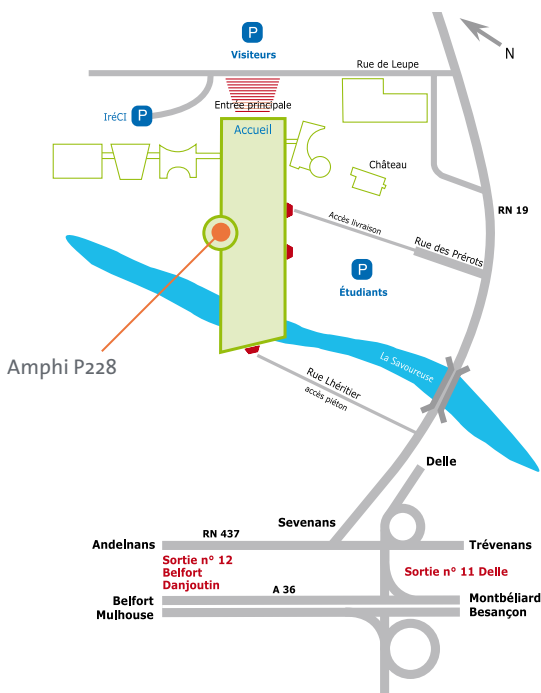 P
Visiteurs
N
Rue de Leupe
Entrée principale
IréCI
P
Accueil
Château
RN 19
Accès livraison
Rue des Prérots
P
Étudiants
Amphi P228
La Savoureuse
Rue Lhéritier
accès piéton
Delle
Sevenans
RN 437
Andelnans
Trévenans
Sortie n° 12
Belfort
Danjoutin
Sortie n° 11 Delle
A 36
Belfort
Mulhouse
Montbéliard
Besançon